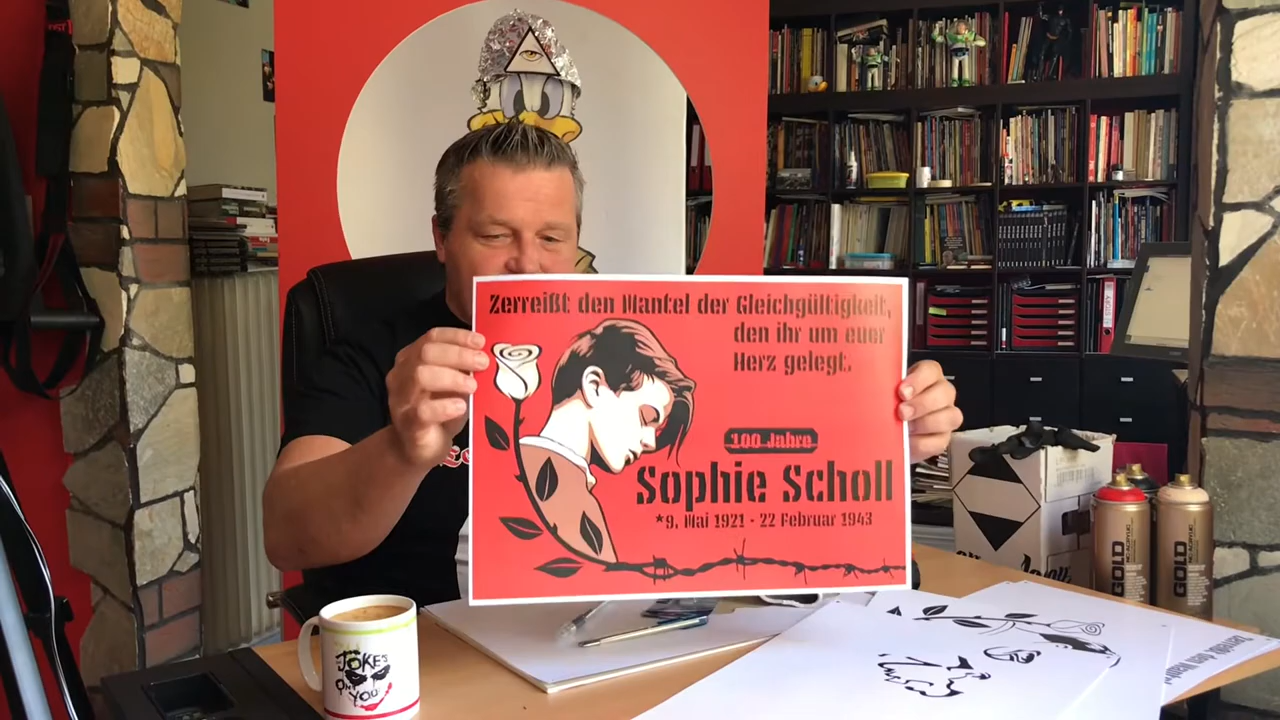 Zerreißt den Mantel der Gleichgültigkeit,
den ihr um euer
Herz gelegt.
100 Jahre
Sophie Scholl
*9. Mai 1921 - 22 Februar 1943
JOKE'S
ON
YOU
GOLD
GOLD